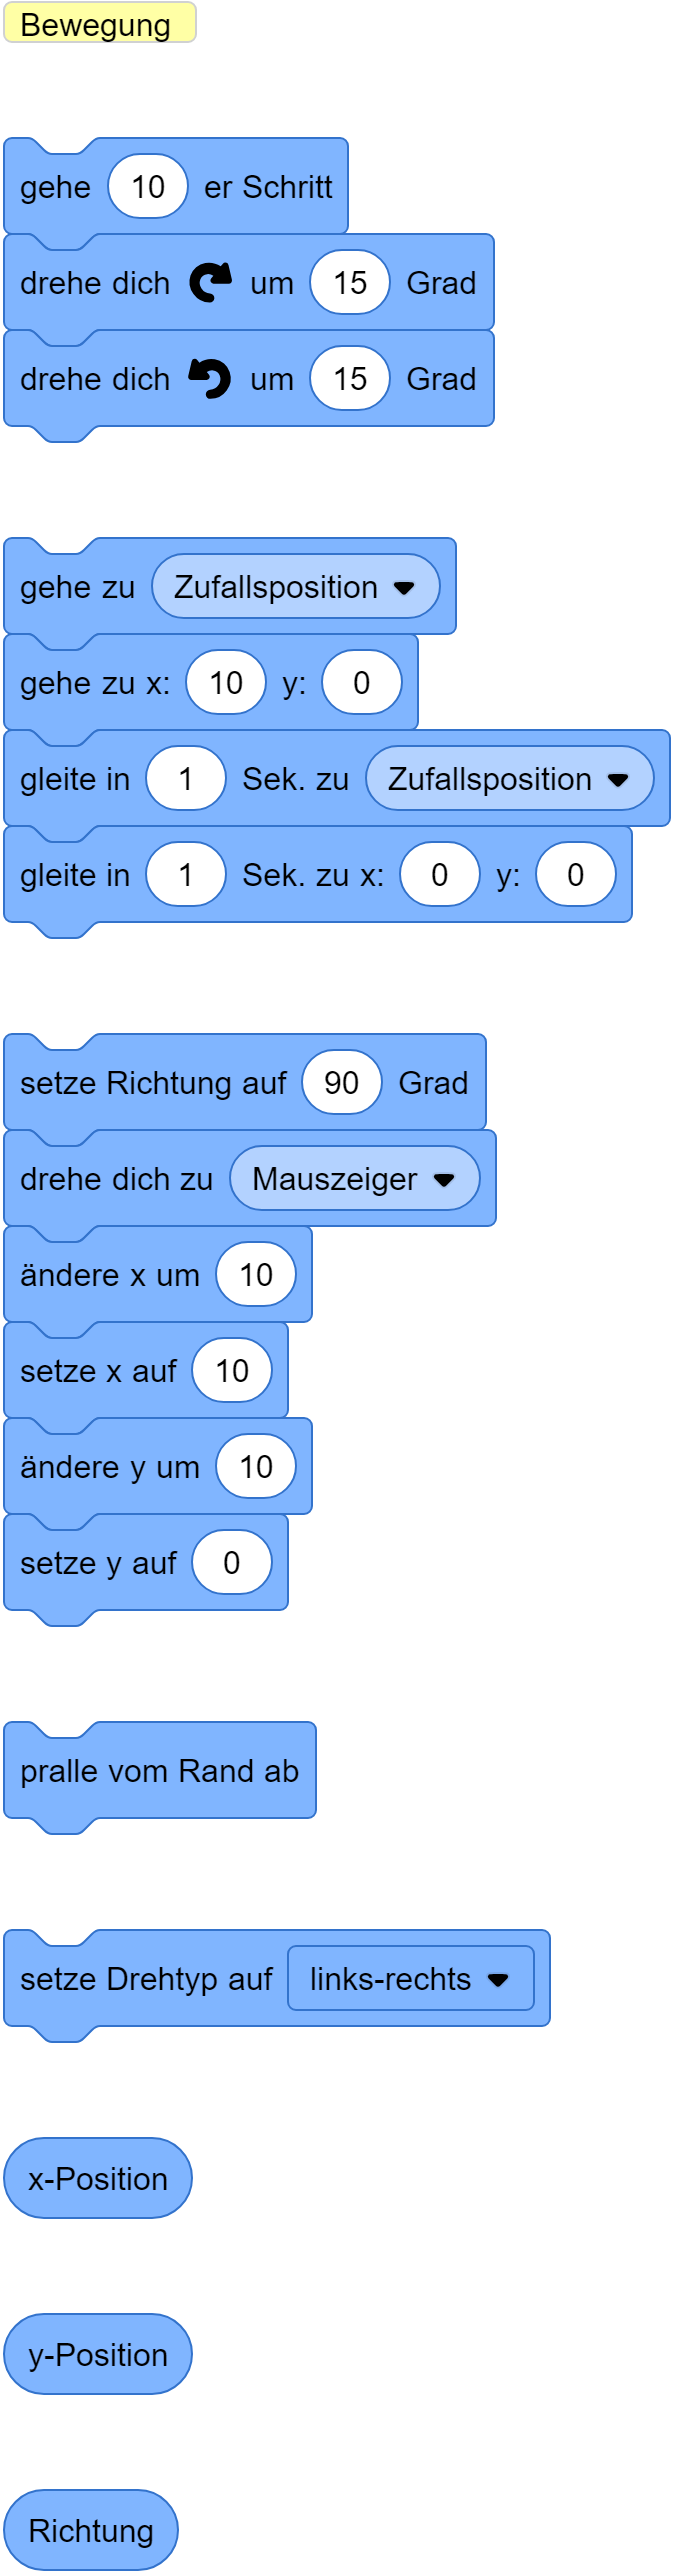 Bewegung
gehe 10 er Schritt
drehe dich um 15 Grad
drehe dich um 15 Grad
gehe zu Zufallsposition
gehe zu x: 10 y: 0
gleite in 1 Sek. zu Zufallsposition
gleite in 1 Sek. zu x: 0 y: 0
setze Richtung auf 90 Grad
drehe dich zu Mauszeiger
ändere x um 10
setze x auf 10
ändere y um 10
setze y auf 0
pralle vom Rand ab
setze Drehtyp auf links-rechts
x-Position
y-Position
Richtung